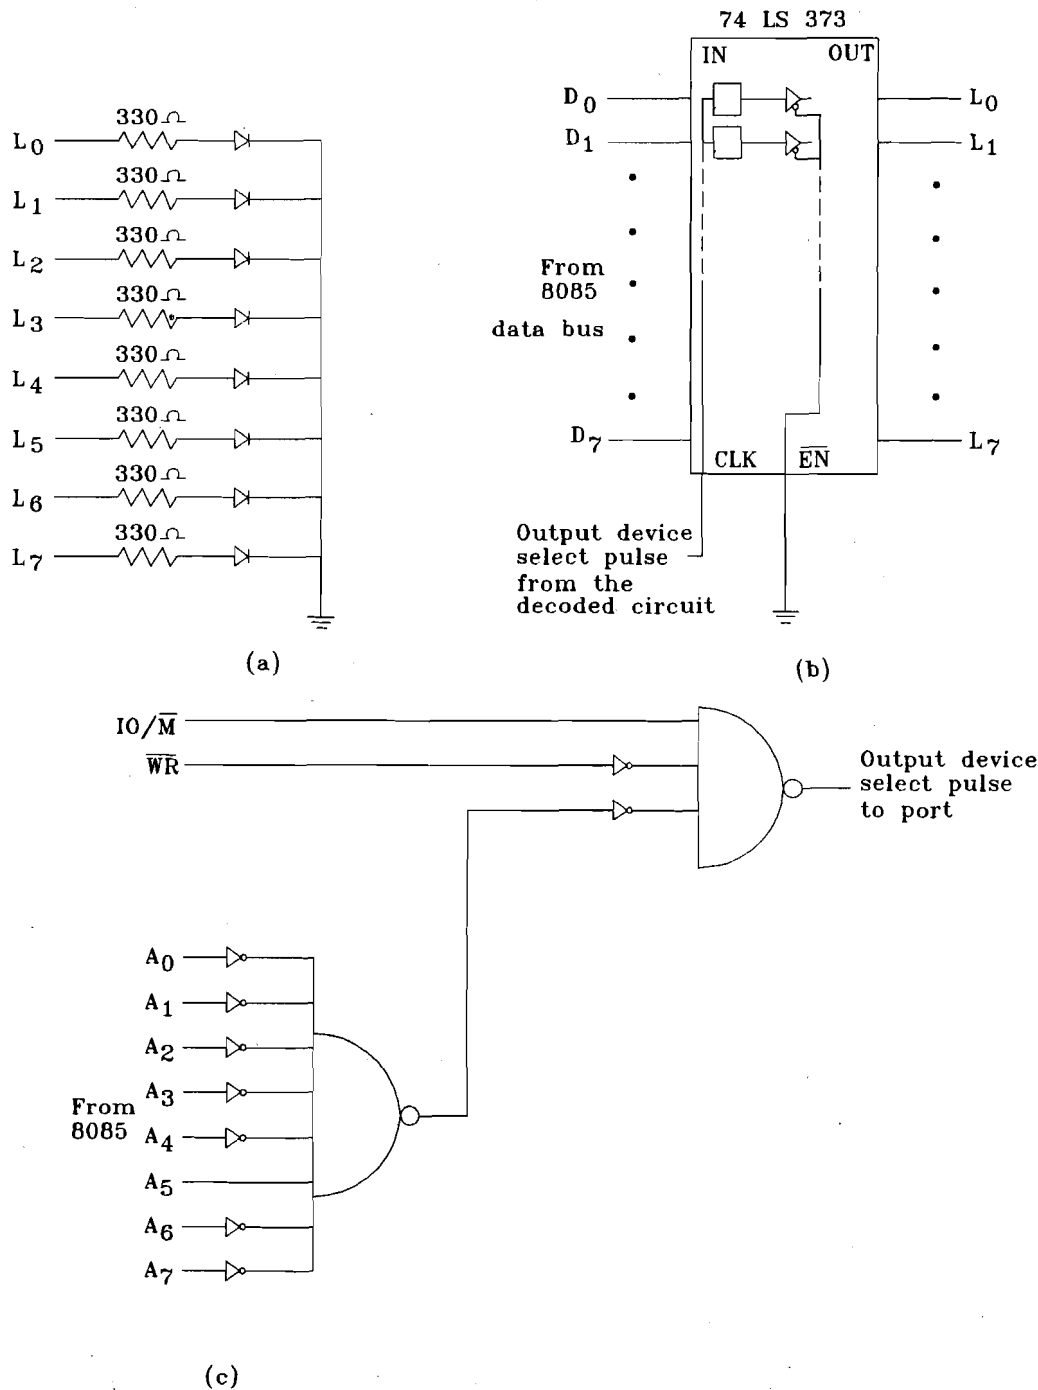 330Ω
L0
330Ω
L1
330Ω
L2
330Ω
L3
330Ω
L4
330Ω
L5
330Ω
L6
330Ω
L7
(a)
74 LS 373
IN OUT
D0 L0
D1 L1
From
8085
data bus
D7 L7
CLK E̅N̅
Output device
select pulse
from the
decoded circuit
(b)
IO/M̅
W̅R̅
Output device
select pulse
to port
A0
A1
A2
A3
From
8085
A4
A5
A6
A7
(c)